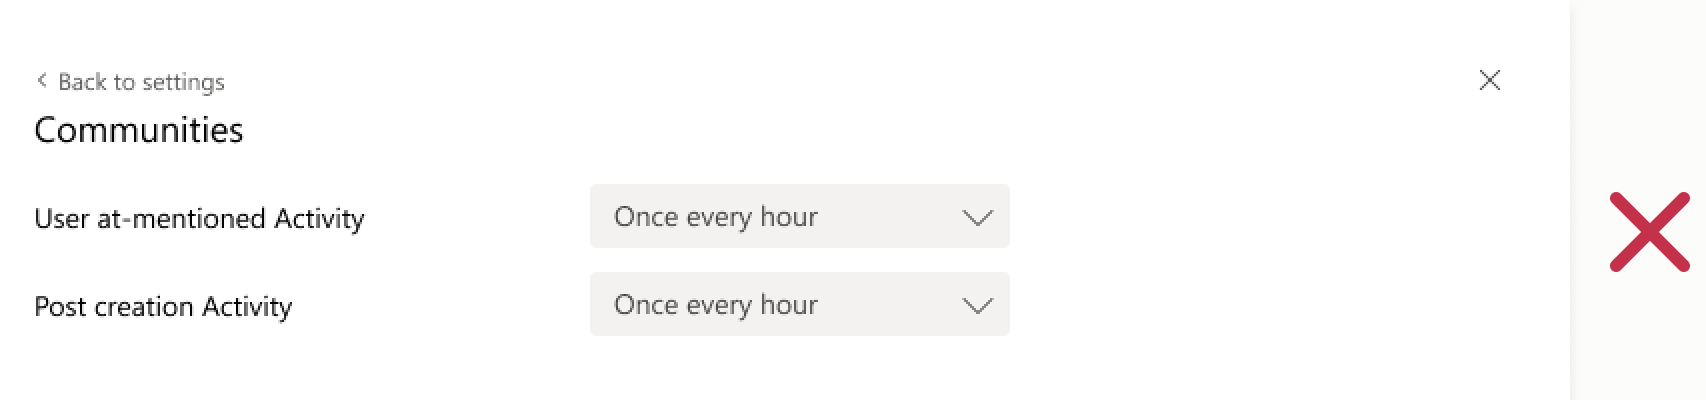 Back to settings
Communities
User at-mentioned Activity Once every hour
Post creation Activity Once every hour